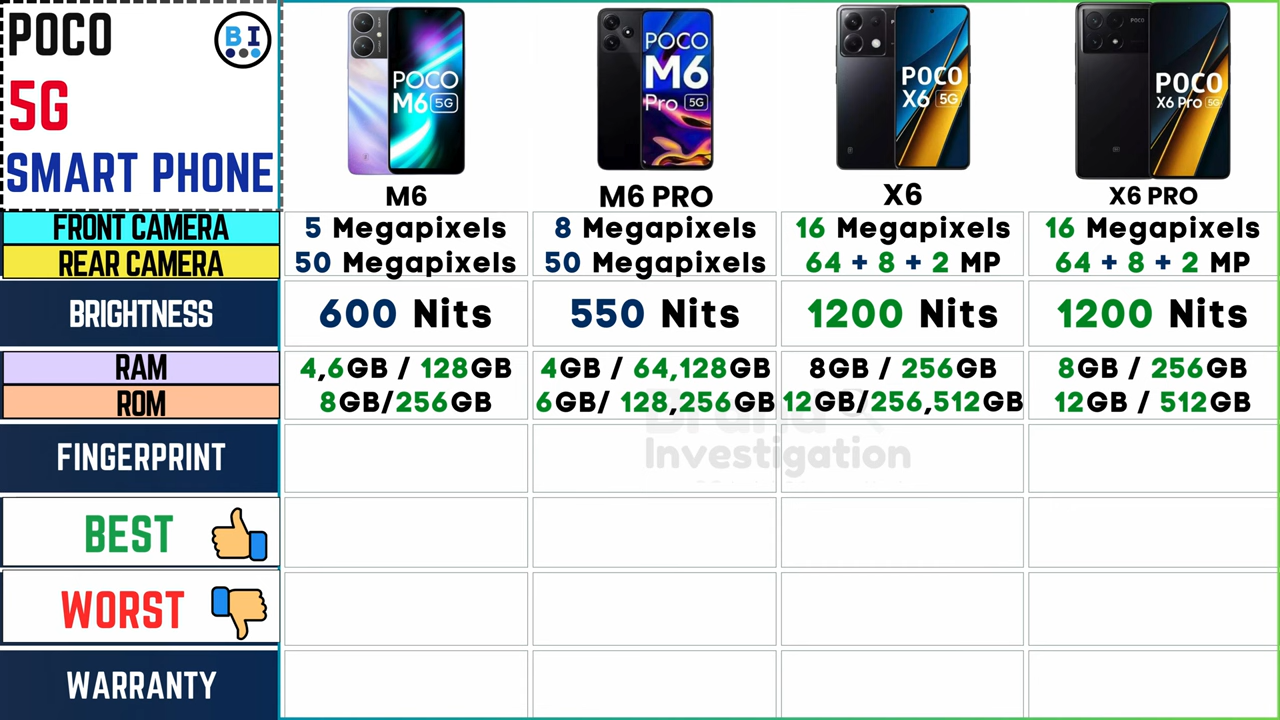 POCO
BI
5G
SMART PHONE
POCO
M6 5G
M6
POCO
M6
Pro 5G
M6 PRO
POCO
X6 5G
X6
POCO
POCO
X6 Pro 5G
X6 PRO
FRONT CAMERA
5 Megapixels
8 Megapixels
16 Megapixels
16 Megapixels
REAR CAMERA
50 Megapixels
50 Megapixels
64 + 8 + 2 MP
64 + 8 + 2 MP
BRIGHTNESS
600 Nits
550 Nits
1200 Nits
1200 Nits
RAM
4,6GB / 128GB
4GB / 64,128GB
8GB / 256GB
8GB / 256GB
ROM
8GB/256GB
6GB/ 128,256GB
12GB/256,512GB
12GB / 512GB
Brand
Investigation
FINGERPRINT
BEST
WORST
WARRANTY